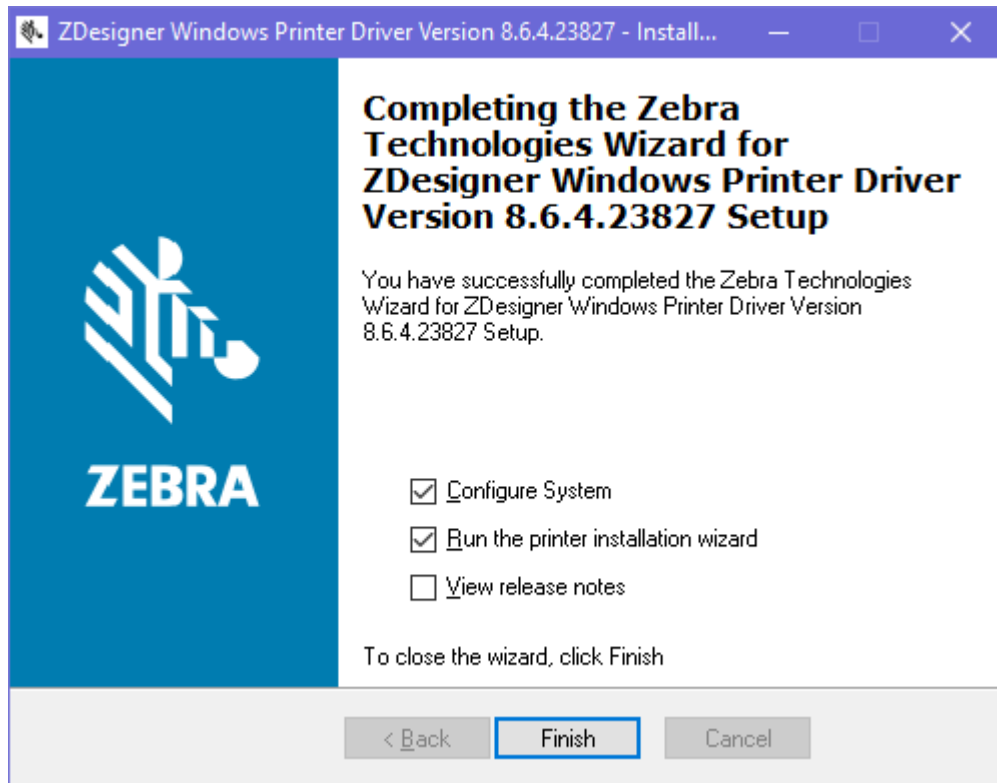 ZDesigner Windows Printer Driver Version 8.6.4.23827 - Install...
Completing the Zebra
Technologies Wizard for
ZDesigner Windows Printer Driver
Version 8.6.4.23827 Setup
You have successfully completed the Zebra Technologies
Wizard for ZDesigner Windows Printer Driver Version
8.6.4.23827 Setup.
ZEBRA
Configure System
Run the printer installation wizard
View release notes
To close the wizard, click Finish
< Back
Finish
Cancel